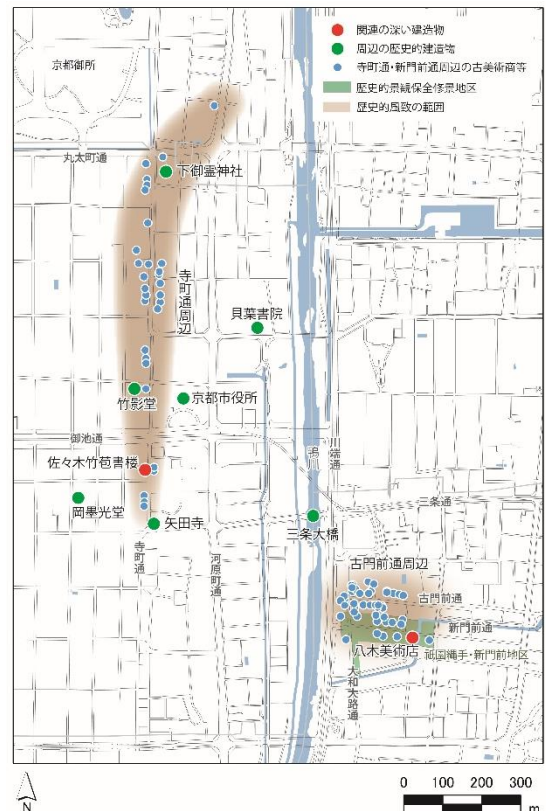 関連の深い建造物
周辺の歴史的建造物
寺町通・新門前通周辺の古美術商等
歴史的景観保全修景地区
歴史的風致の範囲
京都御所
丸太町通
下御霊神社
寺町通周辺
貝葉書院
竹影堂
京都市役所
御池通
佐々木竹苞書楼
岡墨光堂
矢田寺
寺町通
河原町通
鴨川
川端通
三条通
三条大橋
古門前通周辺
古門前通
新門前通
八木美術店
祇園縄手・新門前地区
大和大路通
N
0 100 200 300
m